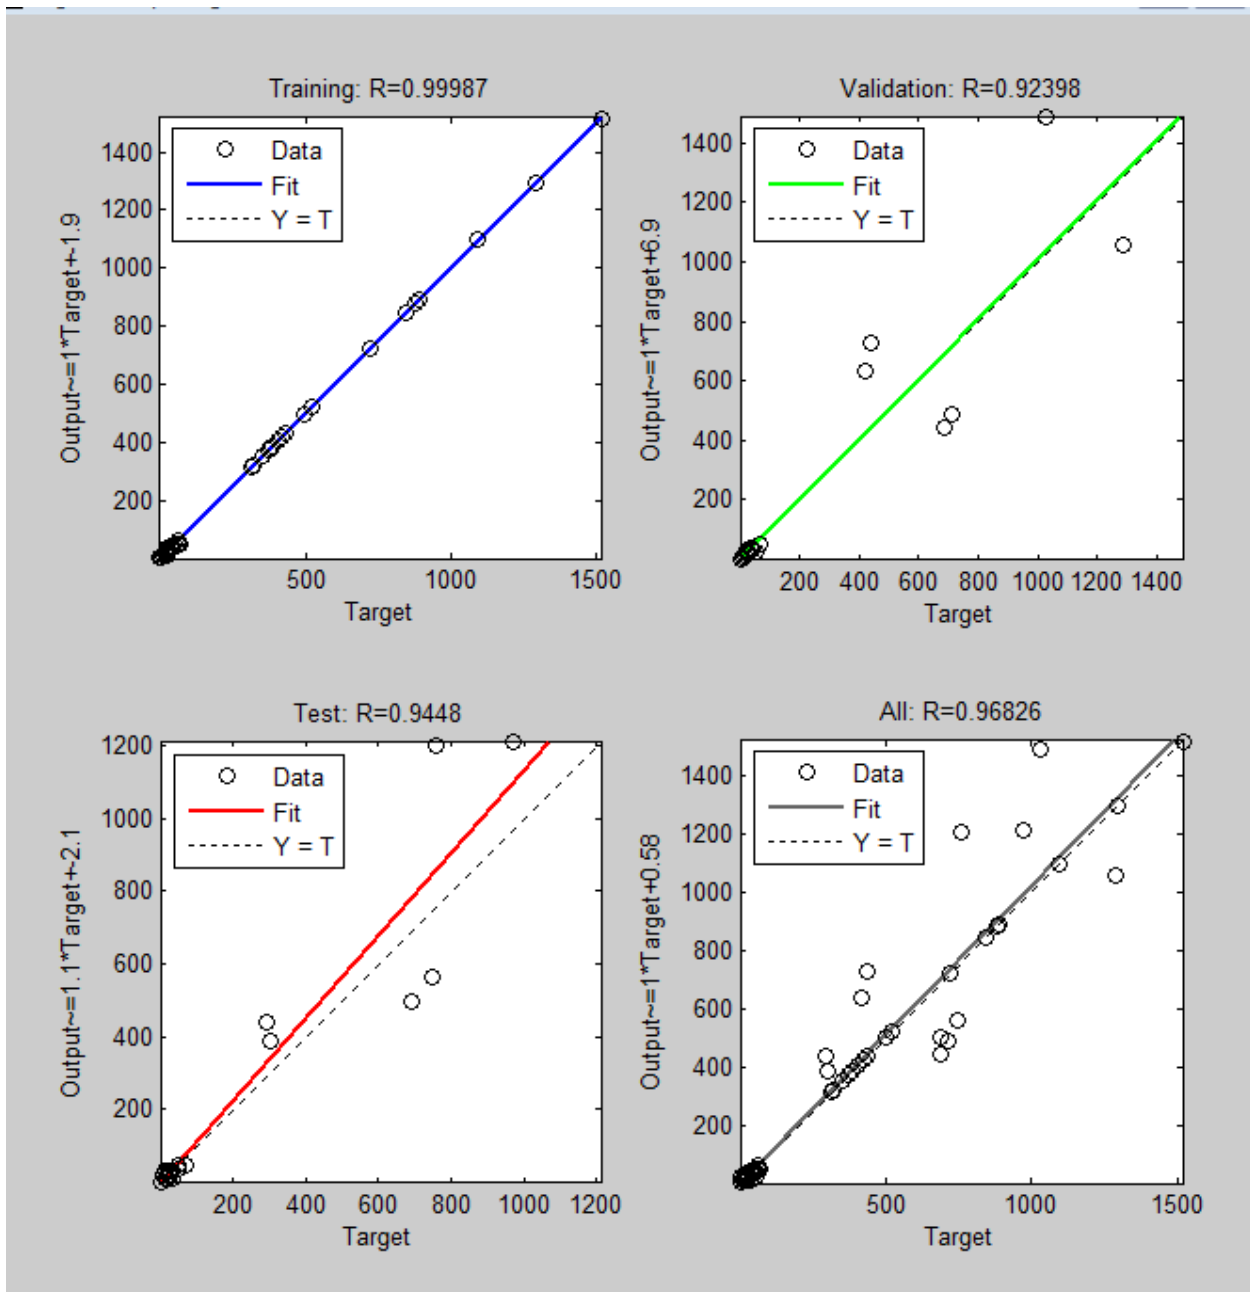 Training: R=0.99987
Output~=1*Target+-1.9
1400
1200
1000
800
600
400
200
Data
Fit
Y = T
500
1000
1500
Target
Validation: R=0.92398
Output~=1*Target+6.9
1400
1200
1000
800
600
400
200
Data
Fit
Y = T
200
400
600
800
1000
1200
1400
Target
Test: R=0.9448
Output~=1.1*Target+-2.1
1200
1000
800
600
400
200
Data
Fit
Y = T
200
400
600
800
1000
1200
Target
All: R=0.96826
Output~=1*Target+0.58
1400
1200
1000
800
600
400
200
Data
Fit
Y = T
500
1000
1500
Target